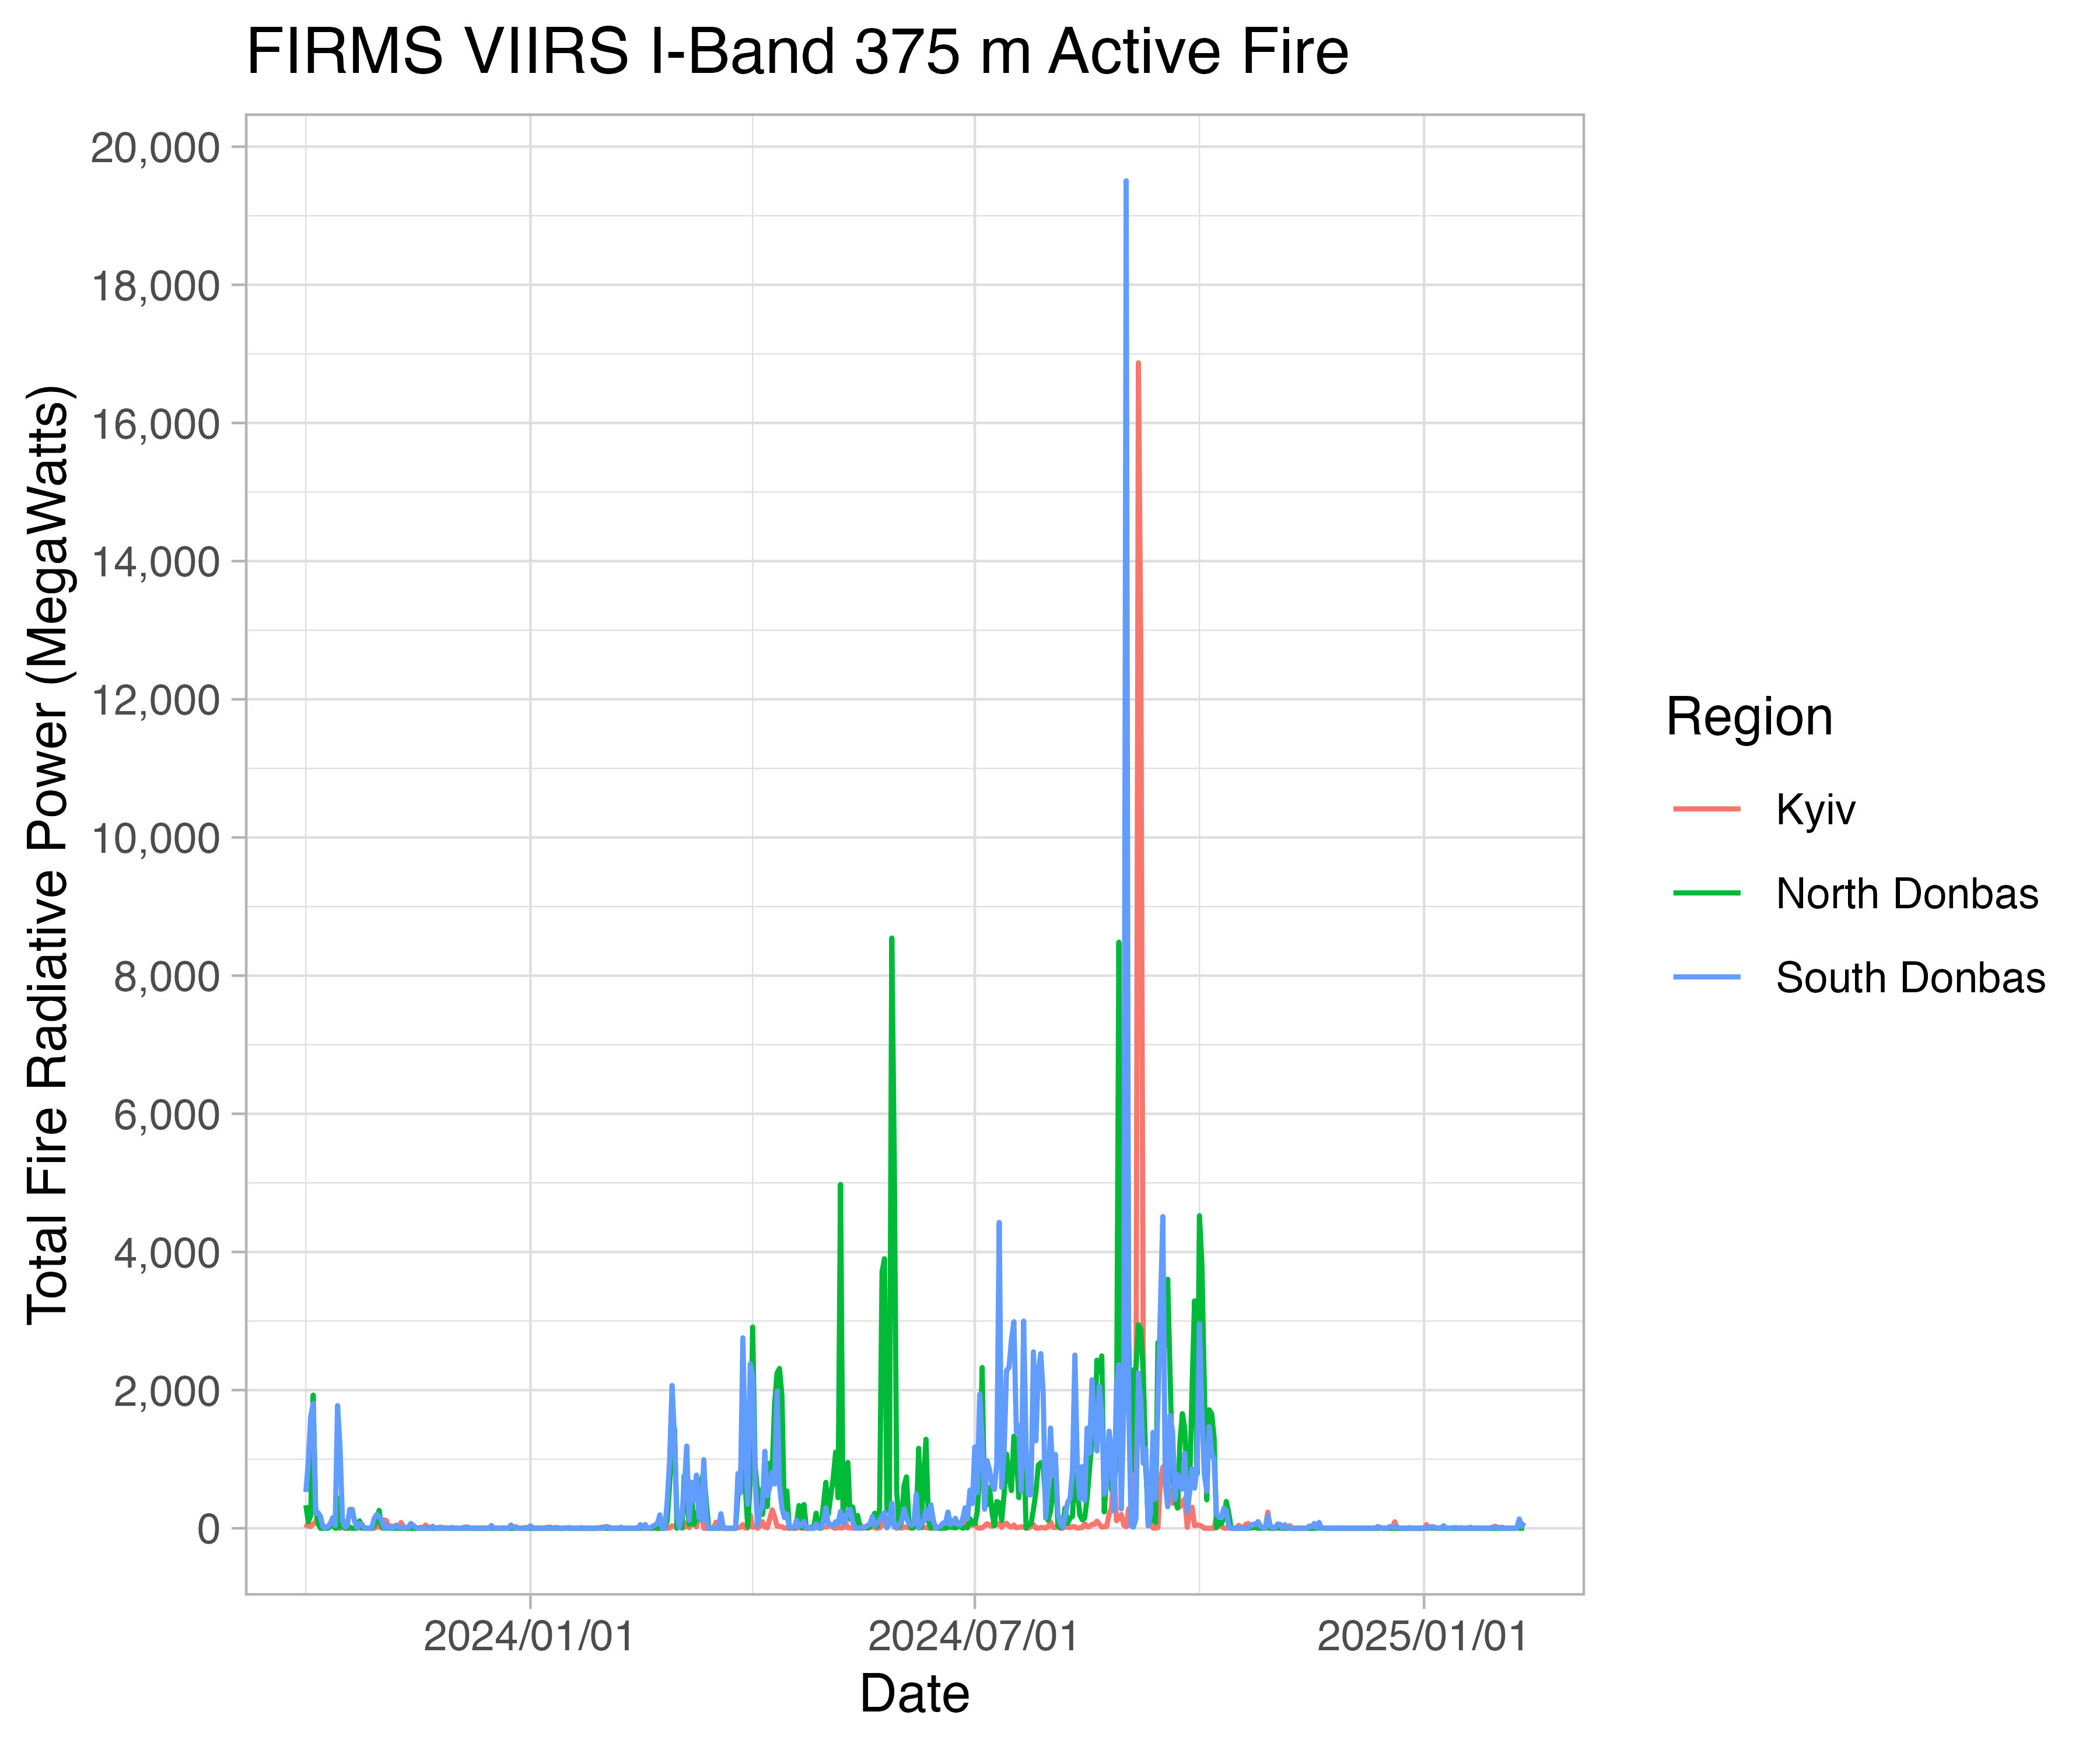 FIRMS VIIRS I-Band 375 m Active Fire
Total Fire Radiative Power (MegaWatts)
20,000
18,000
16,000
14,000
12,000
10,000
8,000
6,000
4,000
2,000
0
2024/01/01
2024/07/01
2025/01/01
Date
Region
Kyiv
North Donbas
South Donbas